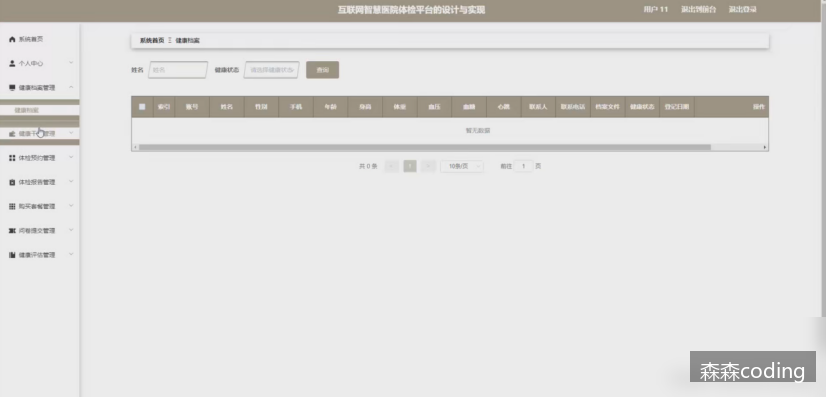 互联网智慧医院体检平台的设计与实现
用户 11 退出到前台 退出登录
系统首页
个人中心
健康档案管理
健康档案
健康干预管理
体检预约管理
体检报告管理
购买套餐管理
问卷提交管理
健康评估管理
系统首页 健康档案
姓名 姓名 健康状态 请选择健康状态 查询
索引 账号 姓名 性别 手机 年龄 身高 体重 血压 血糖 心跳 联系人 联系电话 档案文件 健康状态 登记日期 操作
暂无数据
共 0 条 1 10条/页 前往 1 页
森森coding